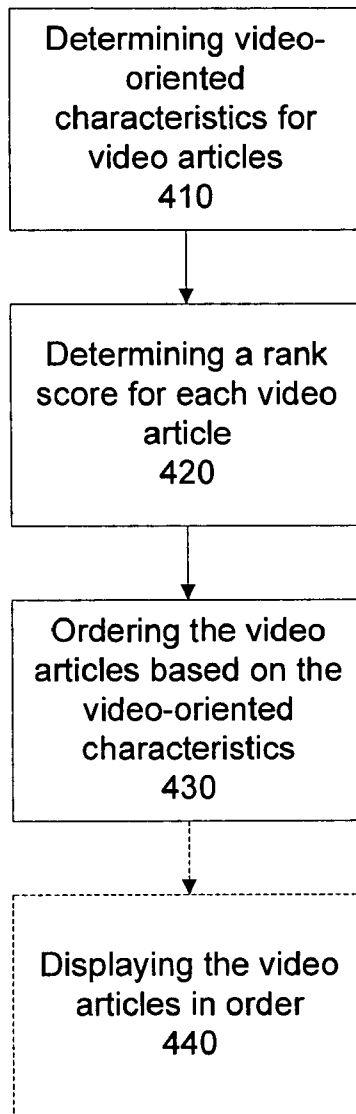 Determining video-
oriented
characteristics for
video articles
410
Determining a rank
score for each video
article
420
Ordering the video
articles based on the
video-oriented
characteristics
430
Displaying the video
articles in order
440